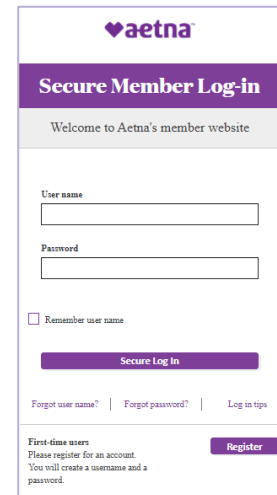 aetna
Secure Member Log-in
Welcome to Aetna's member website
User name
Password
Remember user name
Secure Log In
Forgot user name? | Forgot password? | Log in tips
First-time users
Please register for an account.
You will create a username and a
password.
Register